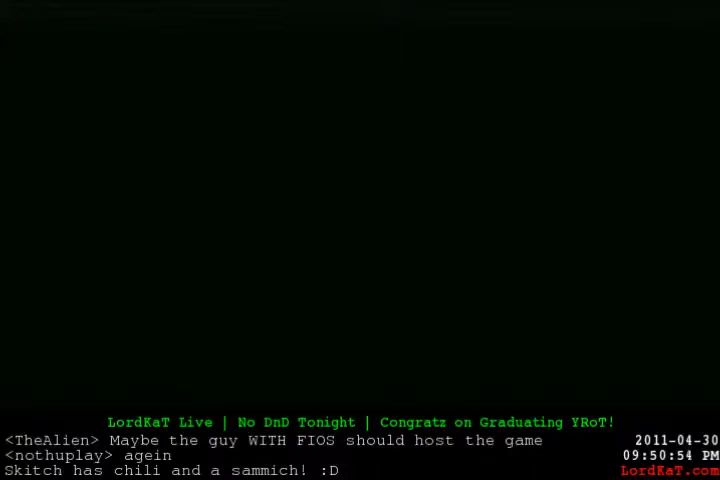 LordKaT Live | No DnD Tonight | Congratz on Graduating YRoT!
<TheAlien> Maybe the guy WITH FIOS should host the game
2011-04-30
<nothuplay> agein
09:50:54 PM
Skitch has chili and a sammich! :D
LordKaT.com